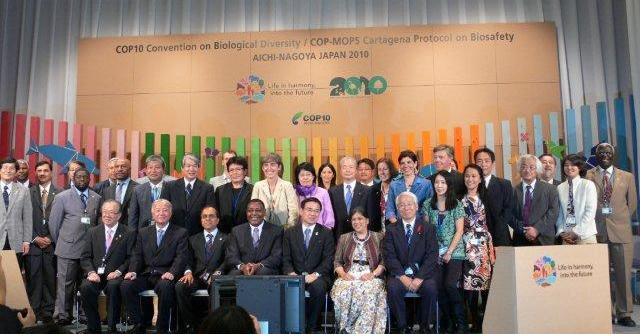 COP10 Convention on Biological Diversity / COP-MOP5 Cartagena Protocol on Biosafety
AICHI-NAGOYA JAPAN 2010
Life in harmony,
into the future
2010
COP10
Life in harmony,
into the future